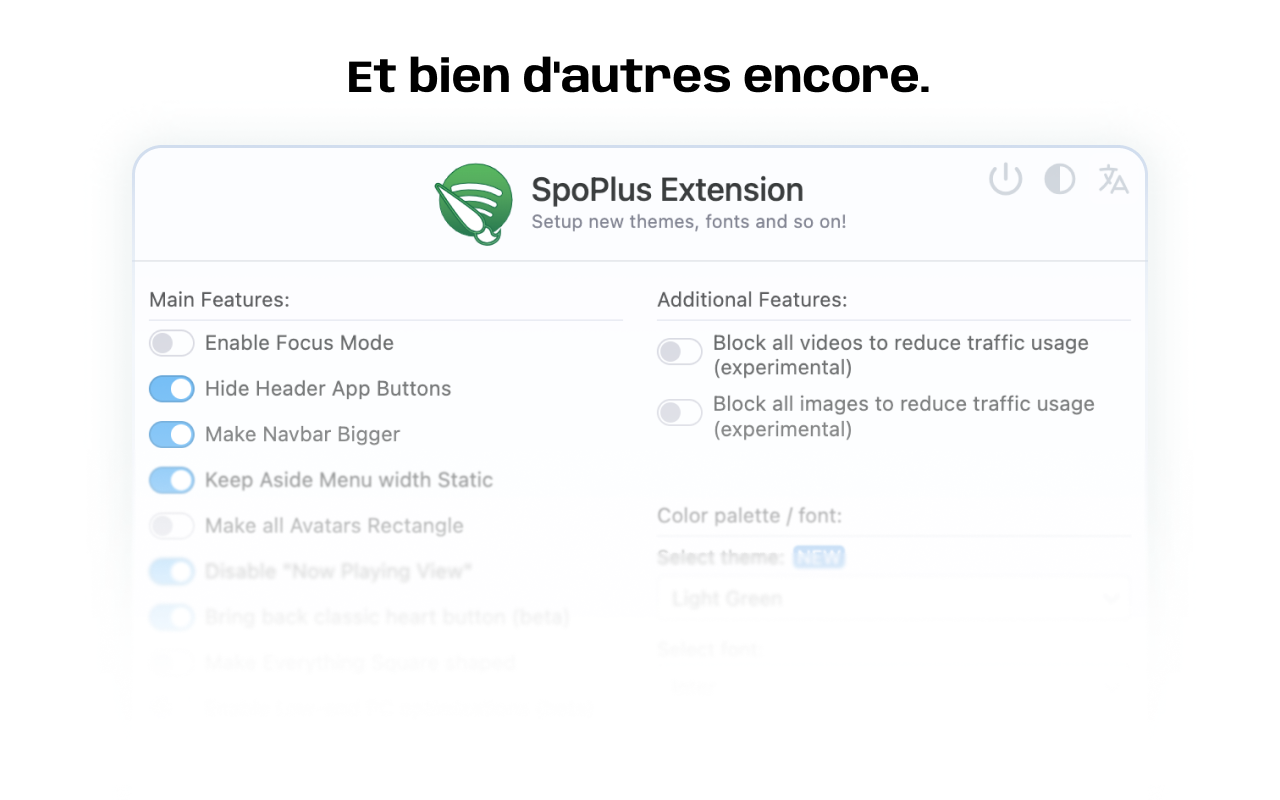 Et bien d'autres encore.
SpoPlus Extension
Setup new themes, fonts and so on!
Main Features:
Enable Focus Mode
Hide Header App Buttons
Make Navbar Bigger
Keep Aside Menu width Static
Make all Avatars Rectangle
Disable "Now Playing View"
Bring back classic heart button (beta)
Make Everything Square shaped
Additional Features:
Block all videos to reduce traffic usage
(experimental)
Block all images to reduce traffic usage
(experimental)
Color palette / font:
Select theme: NEW
Light Green
Select font: